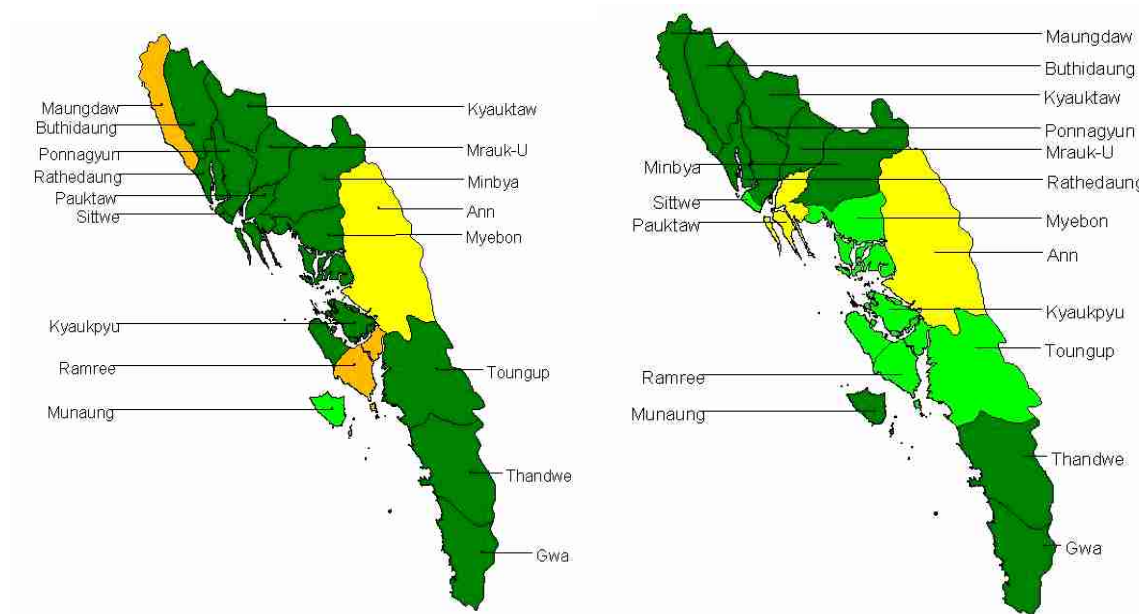 Maungdaw
Buthidaung
Ponnagyun
Rathedaung
Pauktaw
Sittwe
Kyaukpyu
Ramree
Munaung
Kyauktaw
Mrauk-U
Minbya
Ann
Myebon
Toungup
Thandwe
Gwa
Minbya
Sittwe
Pauktaw
Ramree
Munaung
Maungdaw
Buthidaung
Kyauktaw
Ponnagyun
Mrauk-U
Rathedaung
Myebon
Ann
Kyaukpyu
Toungup
Thandwe
Gwa